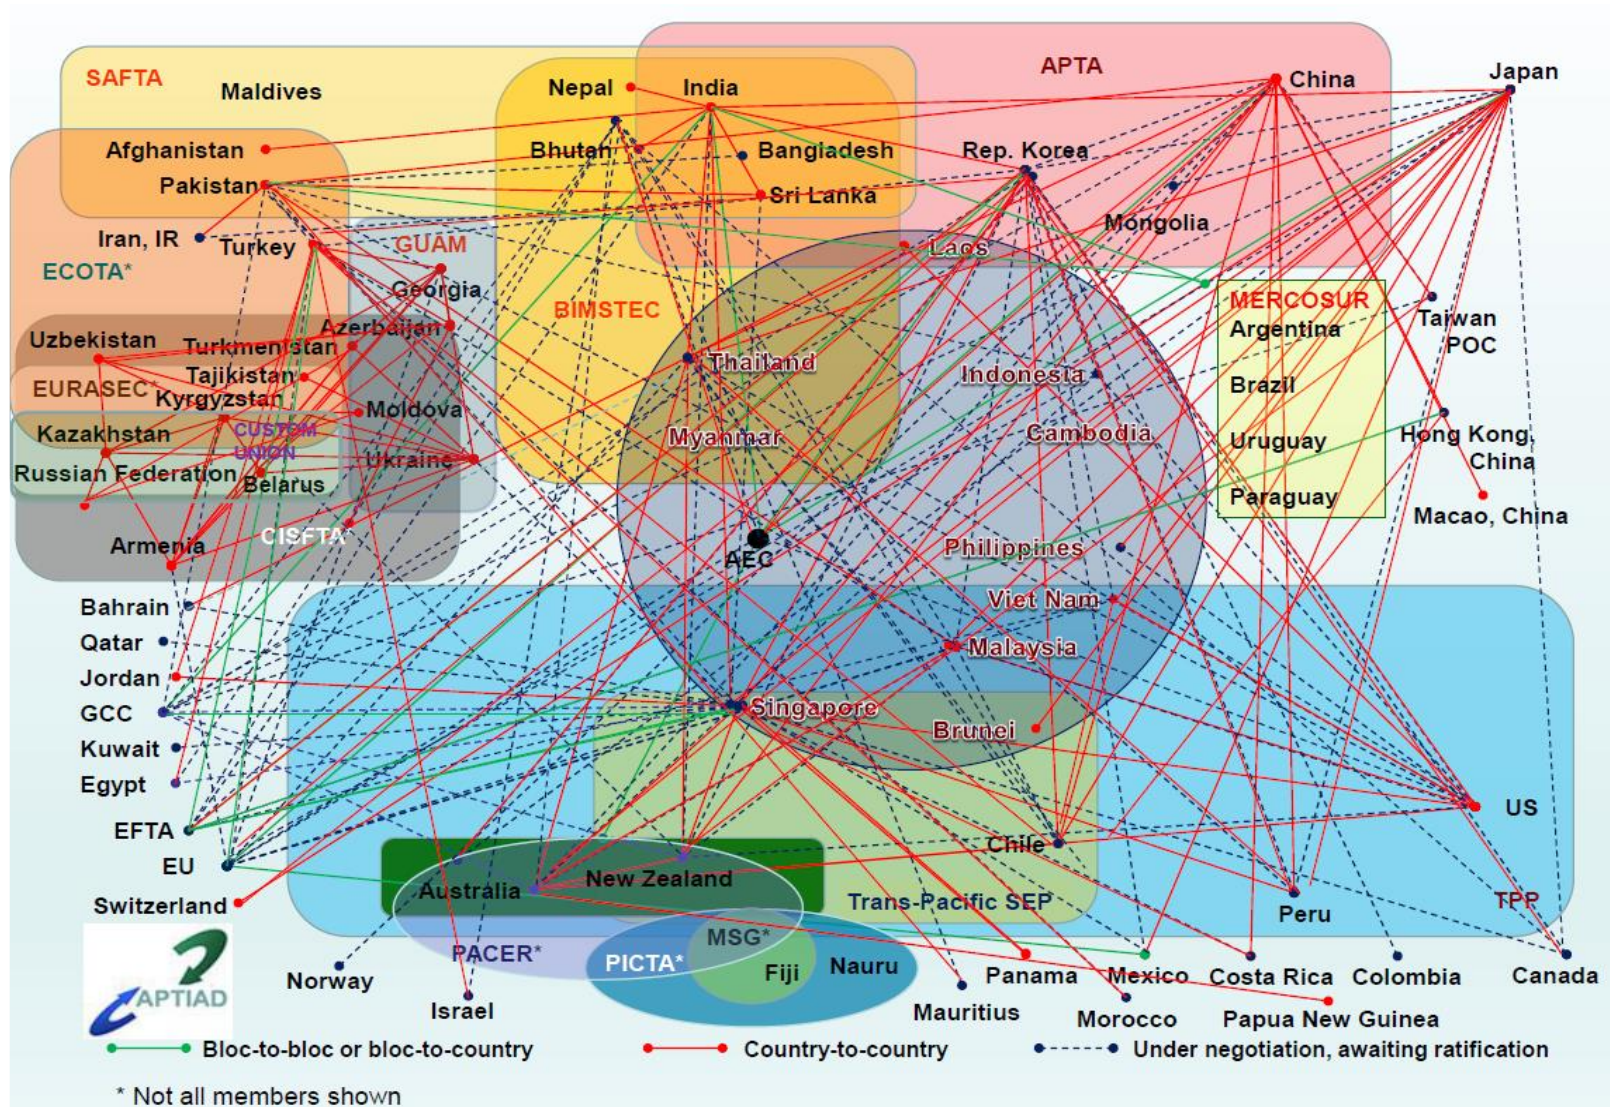 SAFTA
Maldives
Nepal
India
APTA
China
Japan
Afghanistan
Bhutan
Bangladesh
Rep. Korea
Pakistan
Sri Lanka
Mongolia
Iran, IR
Turkey
GUAM
Laos
ECOTA*
Georgia
BIMSTEC
MERCOSUR
Argentina
Taiwan
POC
Uzbekistan
Azerbaijan
Turkmenistan
Thailand
Indonesia
Tajikistan
EURASEC*
Kyrgyzstan
Brazil
Moldova
Kazakhstan
CUSTOM
UNION
Myanmar
Cambodia
Uruguay
Hong Kong,
China
Ukraine
Russian Federation
Belarus
Paraguay
Macao, China
Armenia
CISFTA*
AEC
Philippines
Bahrain
Viet Nam
Qatar
Malaysia
Jordan
GCC
Singapore
Brunei
Kuwait
Egypt
US
EFTA
Chile
EU
Australia
New Zealand
Switzerland
Trans-Pacific SEP
Peru
TPP
PACER*
MSG*
PICTA*
Fiji
Nauru
Norway
Panama
Mexico
Costa Rica
Colombia
Canada
APTIAD
Israel
Mauritius
Morocco
Papua New Guinea
Bloc-to-bloc or bloc-to-country
Country-to-country
Under negotiation, awaiting ratification
* Not all members shown